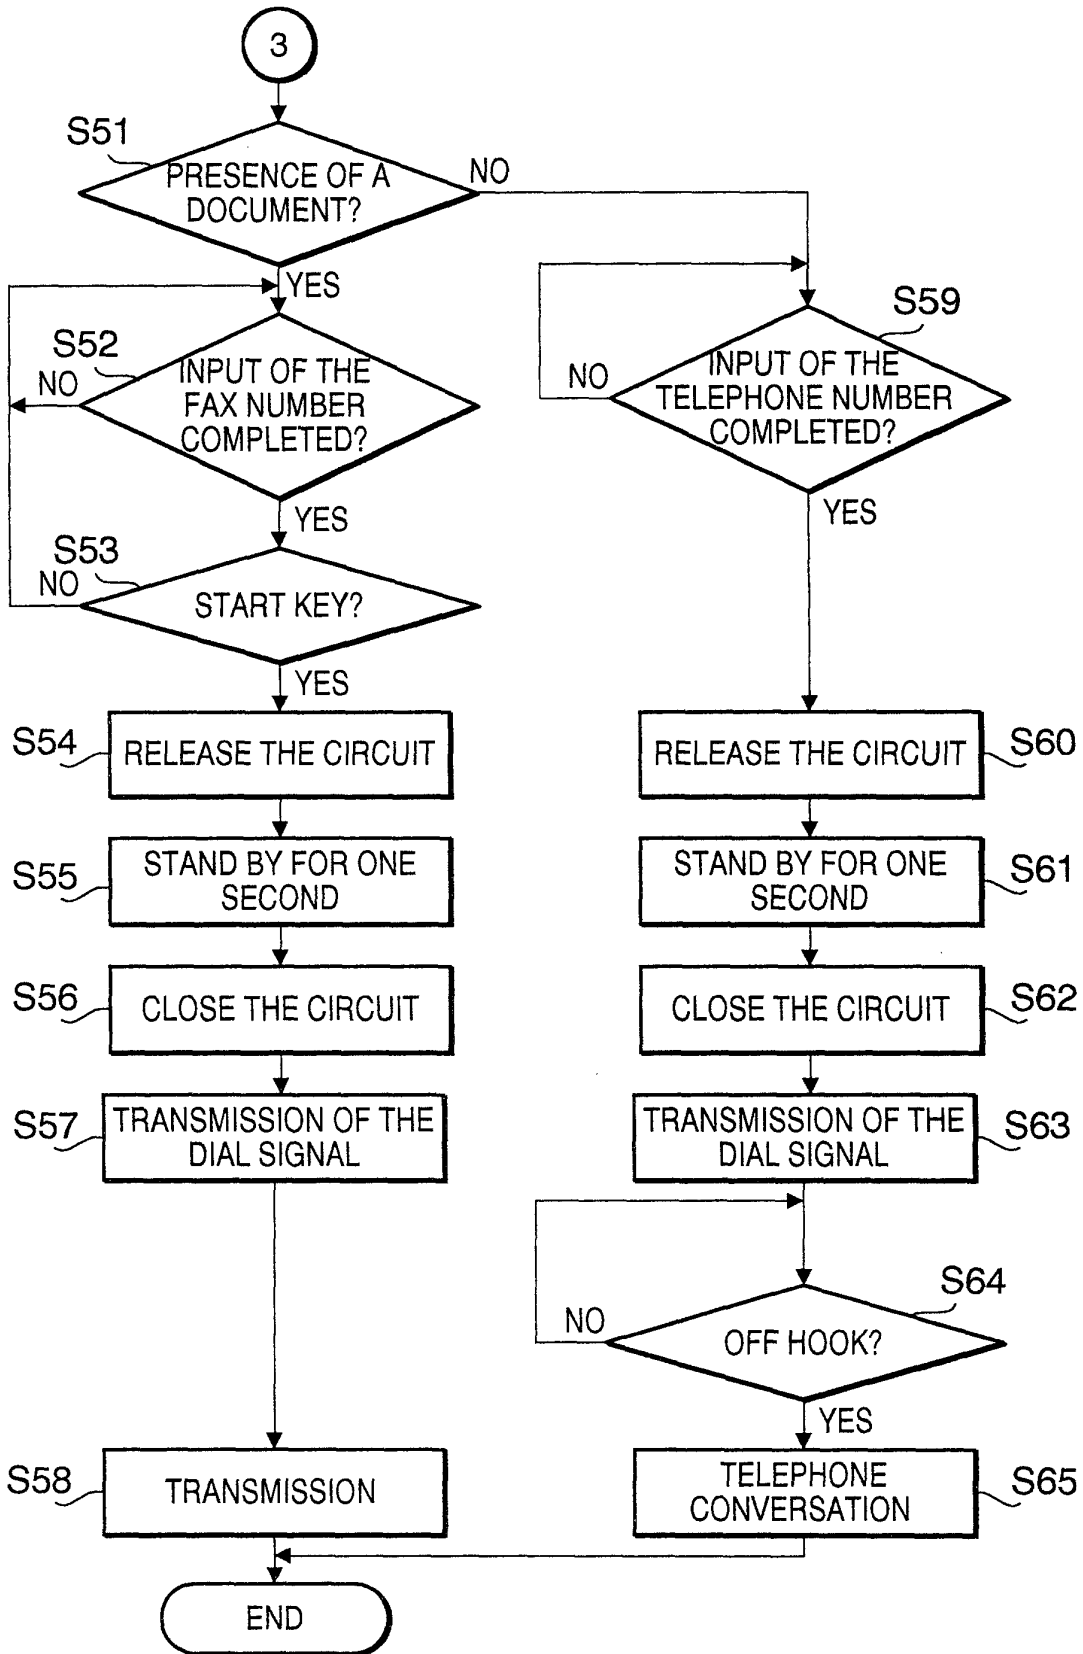 3
S51
PRESENCE OF A
DOCUMENT?
NO
YES
S52
NO
INPUT OF THE
FAX NUMBER
COMPLETED?
YES
S53
NO
START KEY?
YES
S54
RELEASE THE CIRCUIT
S55
STAND BY FOR ONE
SECOND
S56
CLOSE THE CIRCUIT
S57
TRANSMISSION OF THE
DIAL SIGNAL
S58
TRANSMISSION
S59
NO
INPUT OF THE
TELEPHONE NUMBER
COMPLETED?
YES
RELEASE THE CIRCUIT
S60
STAND BY FOR ONE
SECOND
S61
CLOSE THE CIRCUIT
S62
TRANSMISSION OF THE
DIAL SIGNAL
S63
S64
NO
OFF HOOK?
YES
TELEPHONE
CONVERSATION
S65
END